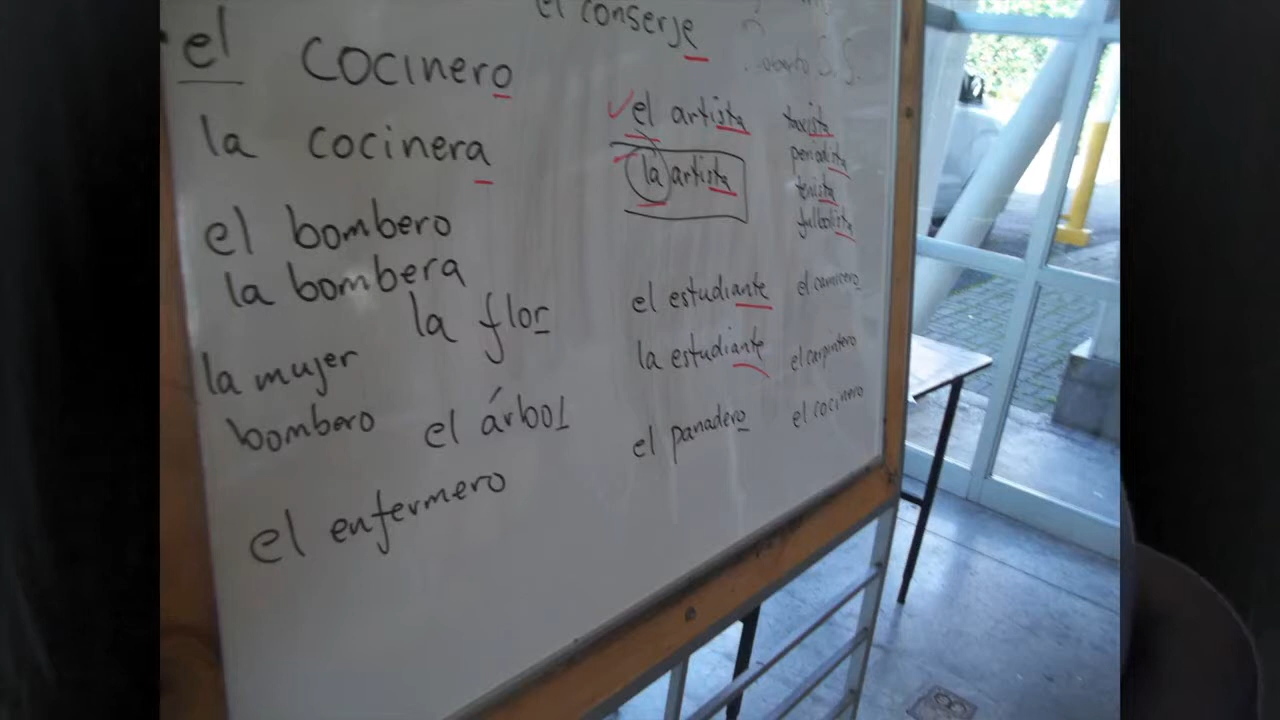 el conserje
el cocinero
la cocinera
el bombero
la bombera
la flor
la mujer
bombero
el árbol
el enfermero
el artista
la artista
taxista
periodista
tenista
futbolista
el estudiante
la estudiante
el panadero
el carnicero
el carpintero
el cocinero